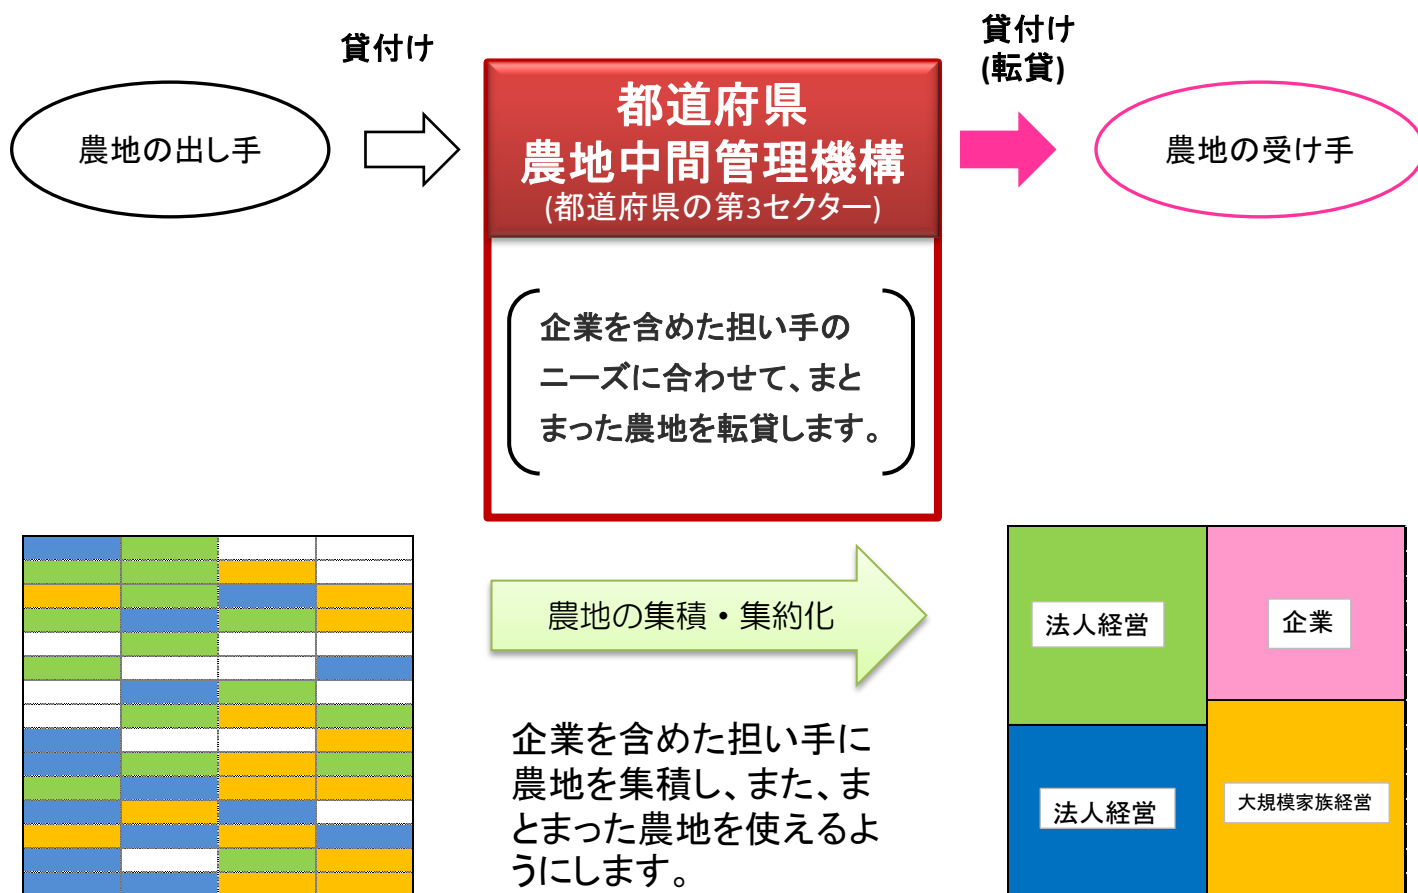 貸付け
貸付け
(転貸)
農地の出し手
都道府県
農地中間管理機構
(都道府県の第3セクター)
農地の受け手
企業を含めた担い手の
ニーズに合わせて、まと
まった農地を転貸します。
農地の集積・集約化
企業を含めた担い手に
農地を集積し、また、ま
とまった農地を使えるよ
うにします。
法人経営
企業
法人経営
大規模家族経営